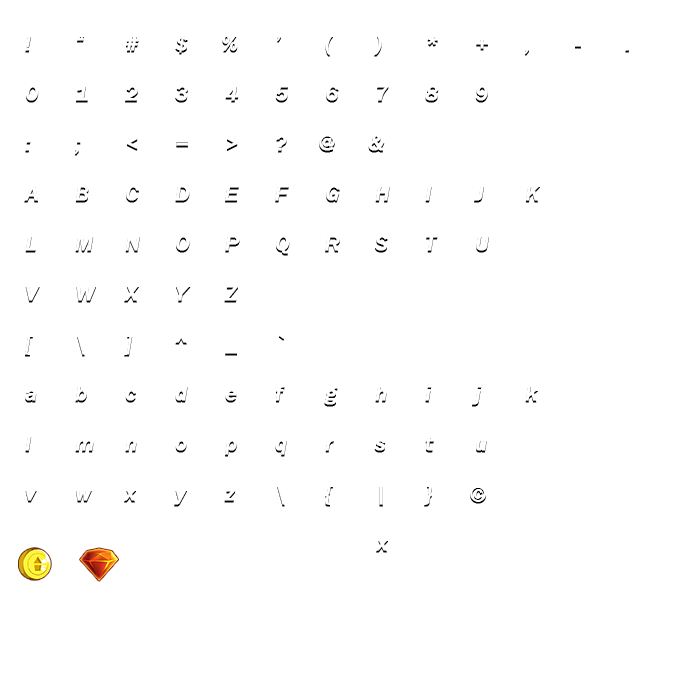 ! " # $ % ' ( ) * + , - .
0 1 2 3 4 5 6 7 8 9
: ; < = > ? @ &
A B C D E F G H I J K
L M N O P Q R S T U
V W X Y Z
[ \ ] ^ _ `
a b c d e f g h i j k
l m n o p q r s t u
v w x y z \ { | } ©
x